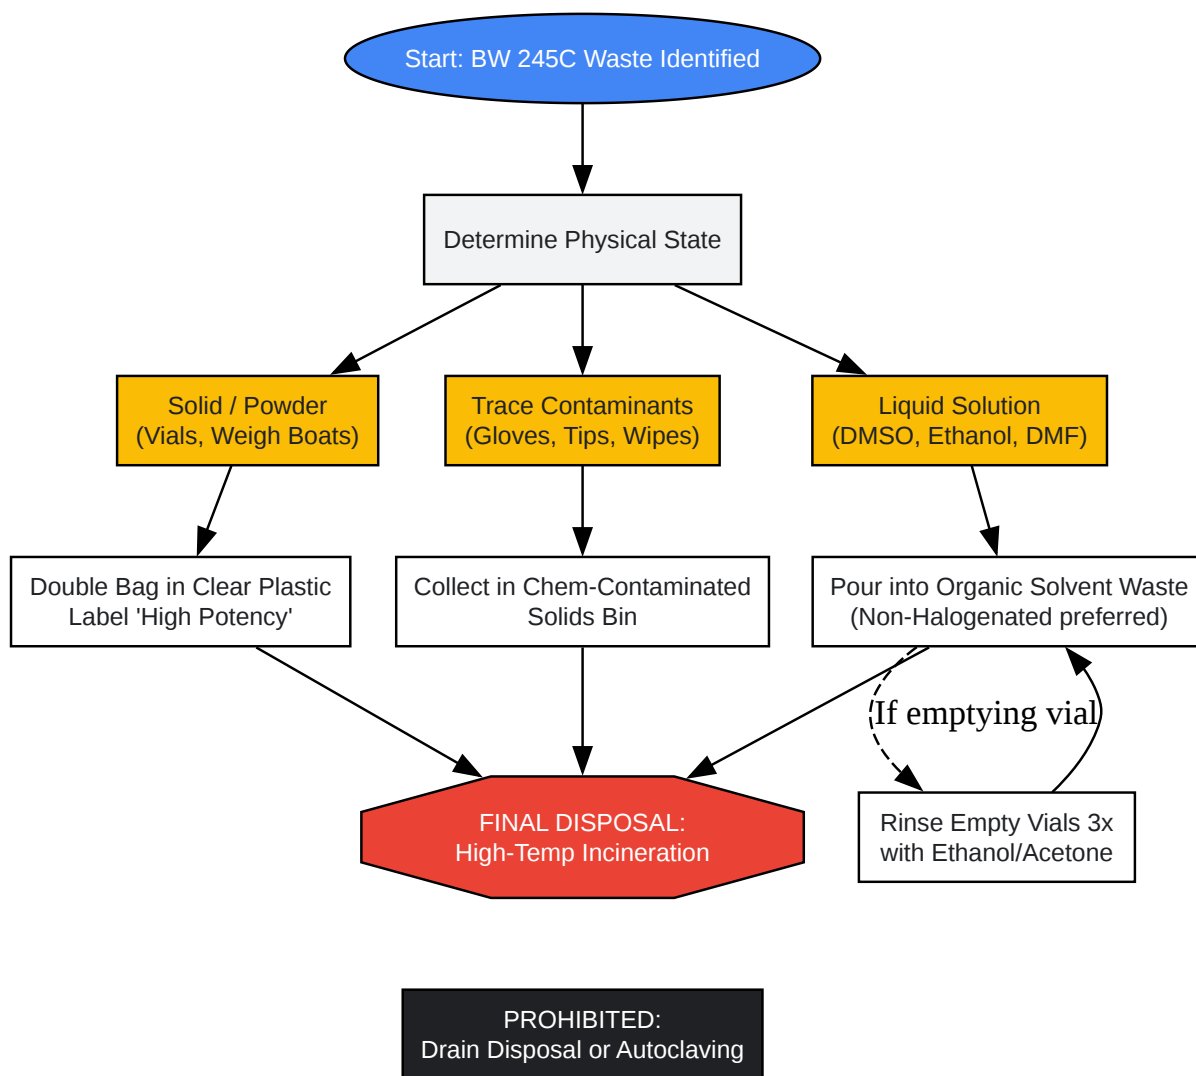 Start: BW 245C Waste Identified
Determine Physical State
Solid / Powder
(Vials, Weigh Boats)
Trace Contaminants
(Gloves, Tips, Wipes)
Liquid Solution
(DMSO, Ethanol, DMF)
Double Bag in Clear Plastic
Label 'High Potency'
Collect in Chem-Contaminated
Solids Bin
Pour into Organic Solvent Waste
(Non-Halogenated preferred)
If emptying vial
FINAL DISPOSAL:
High-Temp Incineration
Rinse Empty Vials 3x
with Ethanol/Acetone
PROHIBITED:
Drain Disposal or Autoclaving